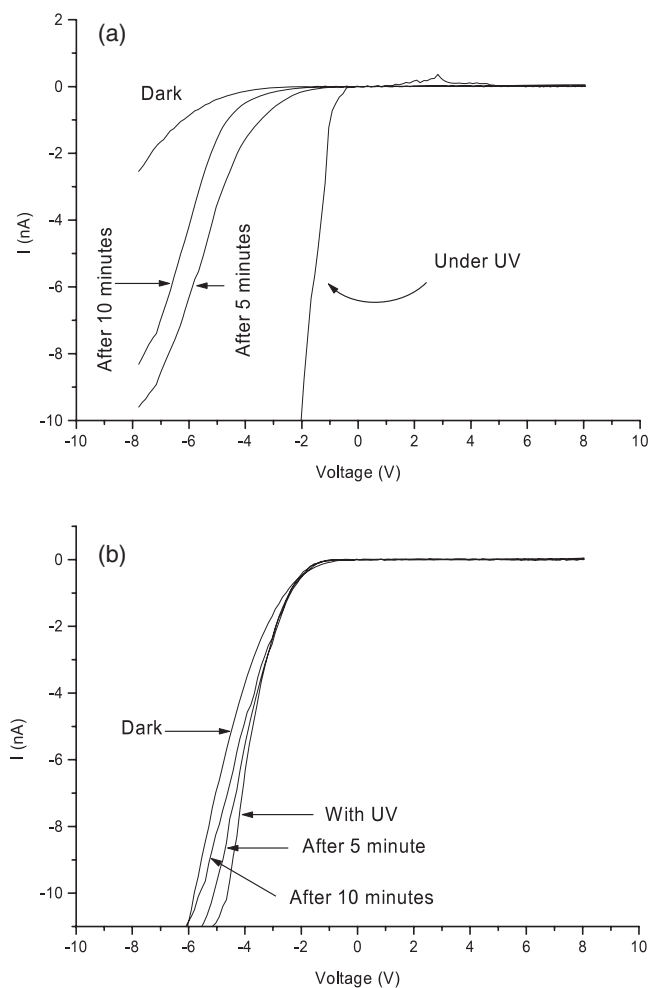 (a)
2
0
-2
-4
-6
-8
-10
I (nA)
Dark
After 10 minutes
After 5 minutes
Under UV
-10 -8 -6 -4 -2 0 2 4 6 8 10
Voltage (V)
(b)
0
-2
-4
-6
-8
-10
I (nA)
Dark
With UV
After 5 minute
After 10 minutes
-10 -8 -6 -4 -2 0 2 4 6 8 10
Voltage (V)